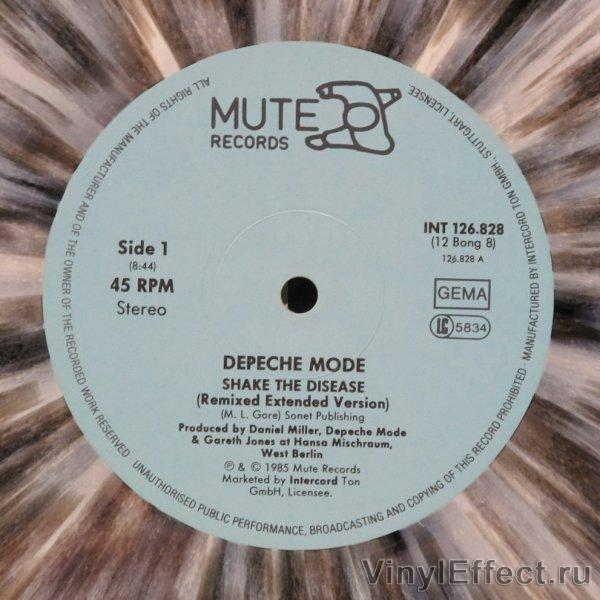 MUTE
RECORDS
INT 126.828
(12 Bong 8)
126.828 A
Side 1
(8:44)
45 RPM
Stereo
GEMA
LC 5834
DEPECHE MODE
SHAKE THE DISEASE
(Remixed Extended Version)
(M. L. Gore) Sonet Publishing
Produced by Daniel Miller, Depeche Mode
& Gareth Jones at Hansa Mischraum,
West Berlin
℗ & © 1985 Mute Records
Marketed by Intercord Ton
GmbH, Licensee.
ALL RIGHTS OF THE MANUFACTURER AND OF THE OWNER OF THE RECORDED WORK RESERVED · UNAUTHORISED PUBLIC PERFORMANCE, BROADCASTING AND COPYING OF THIS RECORD PROHIBITED · MANUFACTURED BY INTERCORD TON GMBH, STUTTGART LICENSEE.
VinylEffect.ru